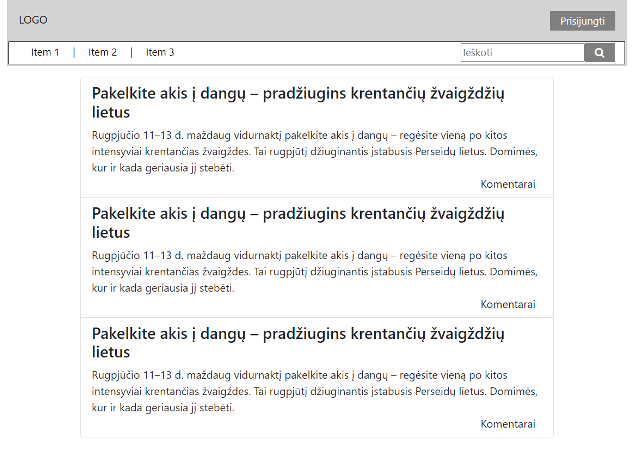 LOGO
Prisijungti
Item 1 | Item 2 | Item 3
Ieškoti
Pakelkite akis į dangų – pradžiugins krentančių žvaigždžių
lietus
Rugpjučio 11–13 d. maždaug vidurnaktį pakelkite akis į dangų – regėsite vieną po kitos
intensyviai krentančias žvaigždes. Tai rugpjūtį džiuginantis įstabusis Perseidų lietus. Domimės,
kur ir kada geriausia jį stebėti.
Komentarai
Pakelkite akis į dangų – pradžiugins krentančių žvaigždžių
lietus
Rugpjūčio 11–13 d. maždaug vidurnaktį pakelkite akis į dangų – regėsite vieną po kitos
intensyviai krentančias žvaigždes. Tai rugpjūtį džiuginantis įstabusis Perseidų lietus. Domimės,
kur ir kada geriausia jį stebėti.
Komentarai
Pakelkite akis į dangų – pradžiugins krentančių žvaigždžių
lietus
Rugpjūčio 11–13 d. maždaug vidurnaktį pakelkite akis į dangų – regėsite vieną po kitos
intensyviai krentančias žvaigždes. Tai rugpjūtį džiuginantis įstabusis Perseidų lietus. Domimės,
kur ir kada geriausia jį stebėti.
Komentarai